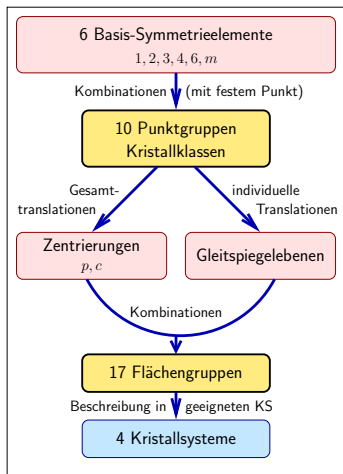 6 Basis-Symmetrieelemente
1, 2, 3, 4, 6, m
Kombinationen (mit festem Punkt)
10 Punktgruppen
Kristallklassen
Gesamt-
translationen
individuelle
Translationen
Zentrierungen
p, c
Gleitspiegelebenen
Kombinationen
17 Flächengruppen
Beschreibung in geeigneten KS
4 Kristallsysteme